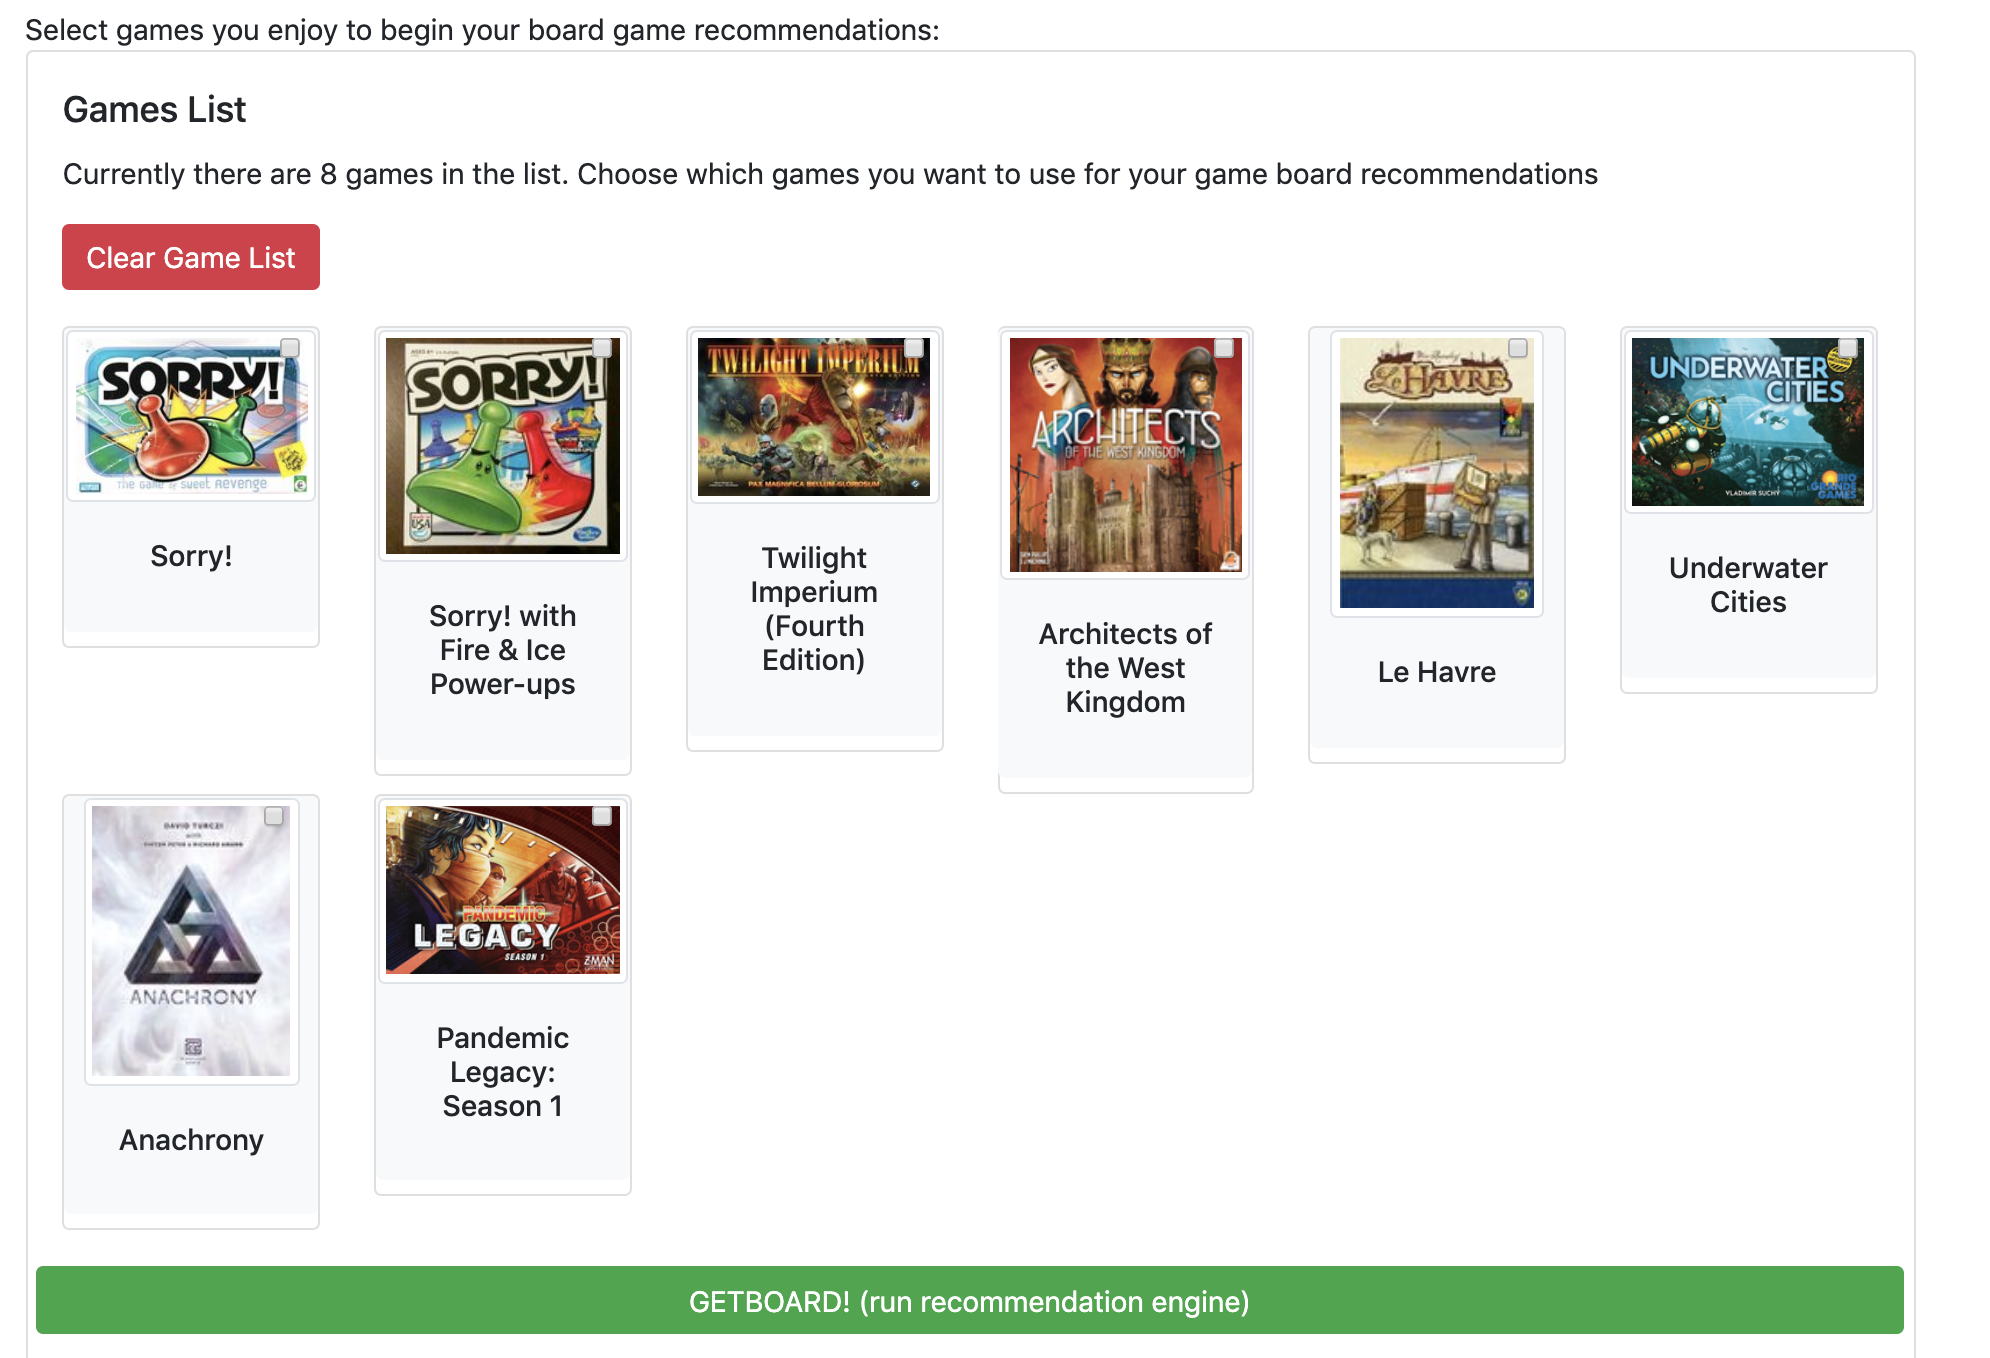 Select games you enjoy to begin your board game recommendations:
Games List
Currently there are 8 games in the list. Choose which games you want to use for your game board recommendations
Clear Game List
SORRY!
The Game of Sweet Revenge
Sorry!
SORRY!
USA
Sorry! with
Fire & Ice
Power-ups
TWILIGHT IMPERIUM
PAX MAGNIFICA BELLUM GLORIOSUM
Twilight
Imperium
(Fourth
Edition)
ARCHITECTS
OF THE WEST KINGDOM
Architects of
the West
Kingdom
LE HAVRE
Le Havre
UNDERWATER
CITIES
VLADIMIR SUCHÝ
RIO
GRANDE
GAMES
Underwater
Cities
DAVID TURCZI
with
ANACHRONY
Anachrony
PANDEMIC
LEGACY
SEASON 1
Z-MAN
Pandemic
Legacy:
Season 1
GETBOARD! (run recommendation engine)